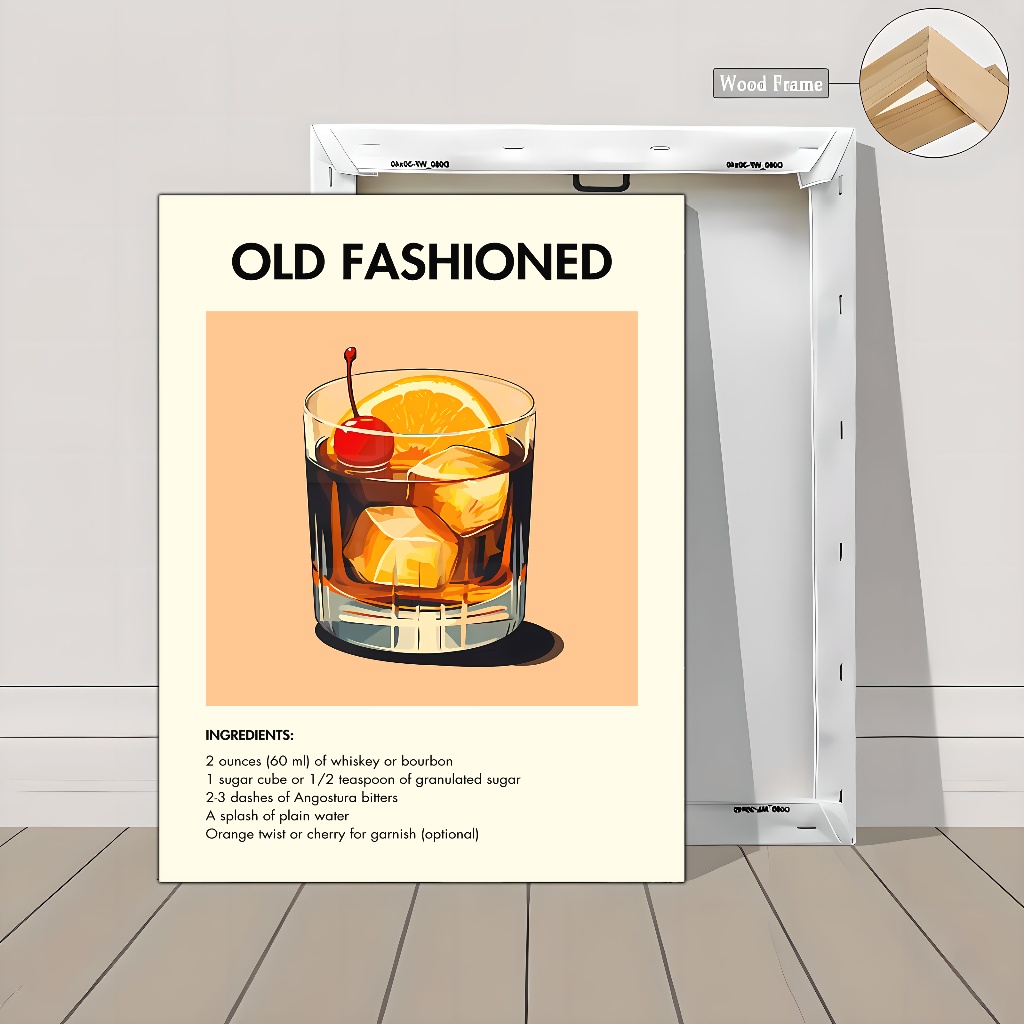 Wood Frame
OLD FASHIONED
INGREDIENTS:
2 ounces (60 ml) of whiskey or bourbon
1 sugar cube or 1/2 teaspoon of granulated sugar
2-3 dashes of Angostura bitters
A splash of plain water
Orange twist or cherry for garnish (optional)